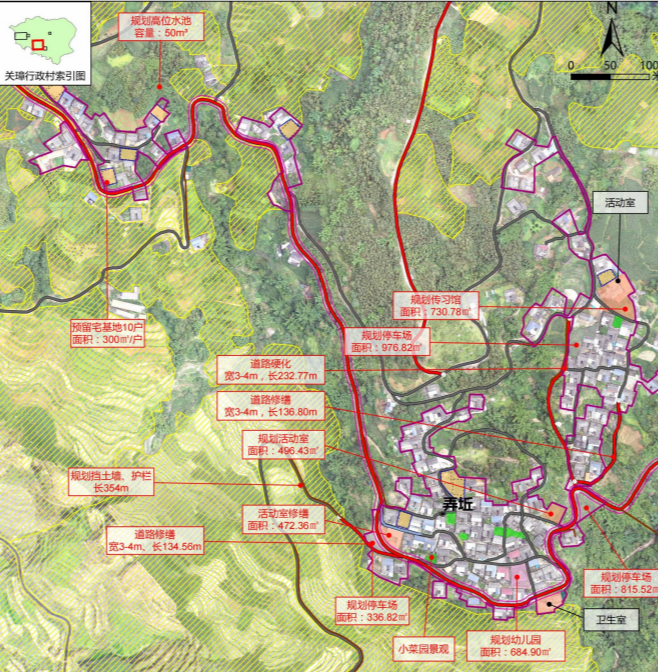 规划高位水池
容量：50m³
N
0 50 100
米
关璋行政村索引图
活动室
规划传习馆
面积：730.78㎡
预留宅基地10户
面积：300㎡/户
规划停车场
面积：976.82㎡
道路硬化
宽3-4m，长232.77m
道路修缮
宽3-4m，长136.80m
规划活动室
面积：496.43㎡
规划挡土墙、护栏
长354m
弄坵
活动室修缮
面积：472.36㎡
道路修缮
宽3-4m、长134.56m
规划停车场
面积：815.52㎡
规划停车场
面积：336.82㎡
卫生室
小菜园景观
规划幼儿园
面积：684.90㎡